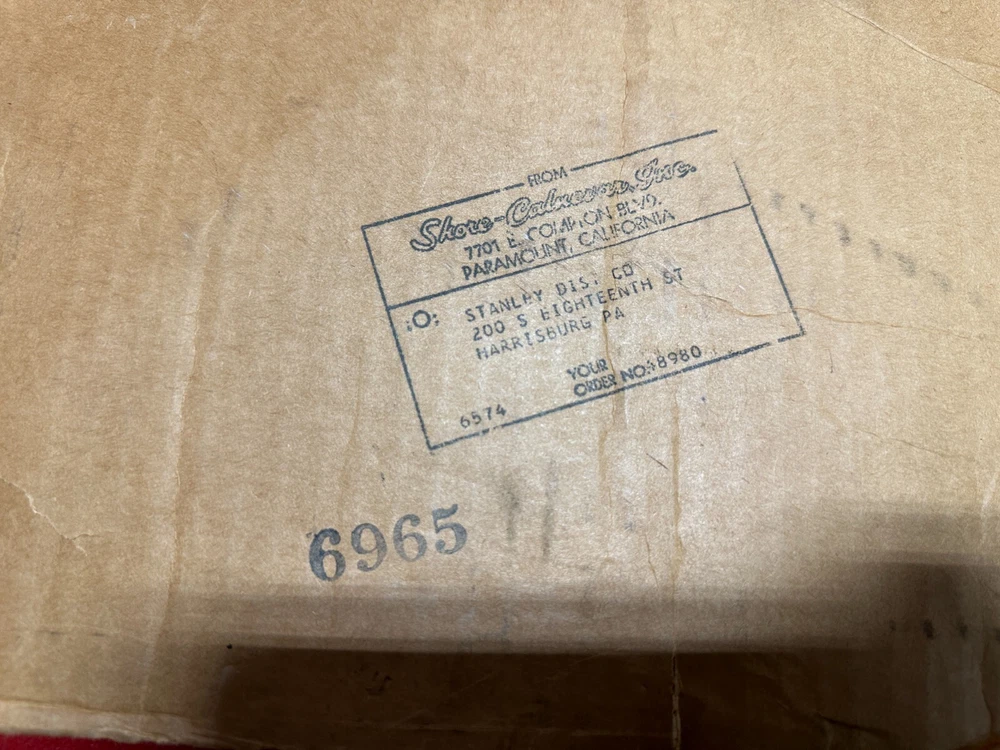 FROM
Shore-Calnevar, Inc.
7701 E. COMPTON BLVD.
PARAMOUNT, CALIFORNIA
TO: STANLEY DIST CO
200 S EIGHTEENTH ST
HARRISBURG PA
YOUR
ORDER NO. 8980
6574
6965